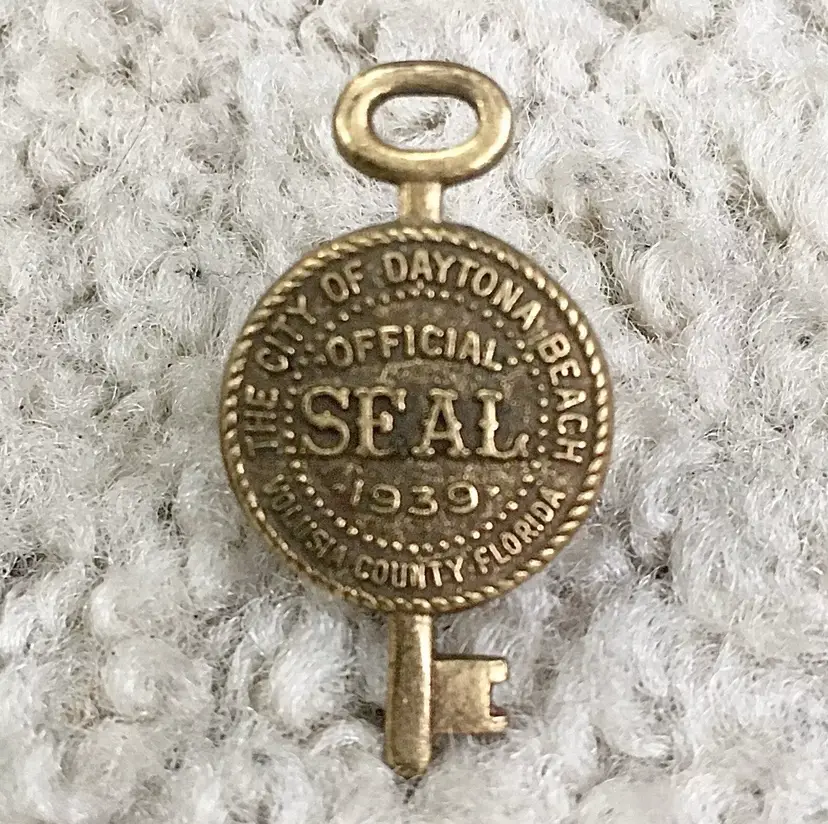 THE CITY OF DAYTONA BEACH
OFFICIAL
SEAL
·1939·
VOLUSIA COUNTY FLORIDA